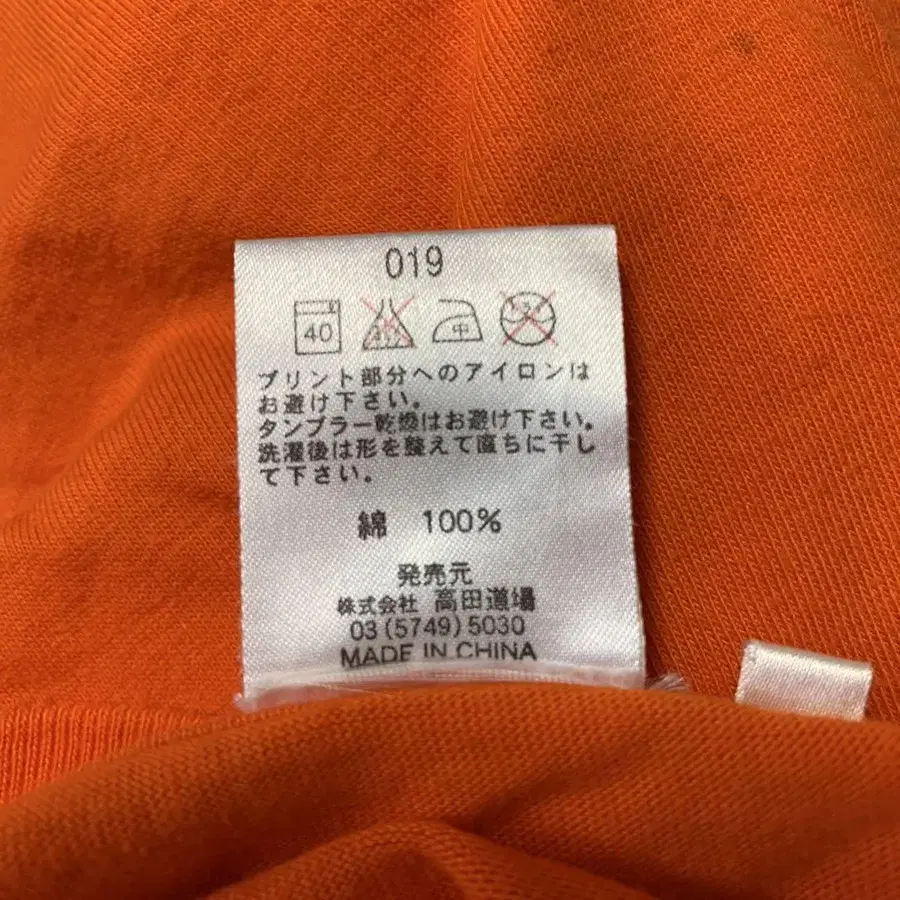 019
40 中
プリント部分へのアイロンは
お避け下さい。
タンブラー乾燥はお避け下さい。
洗濯後は形を整えて直ちに干し
て下さい。
綿 100%
発売元
株式会社 高田道場
03(5749)5030
MADE IN CHINA